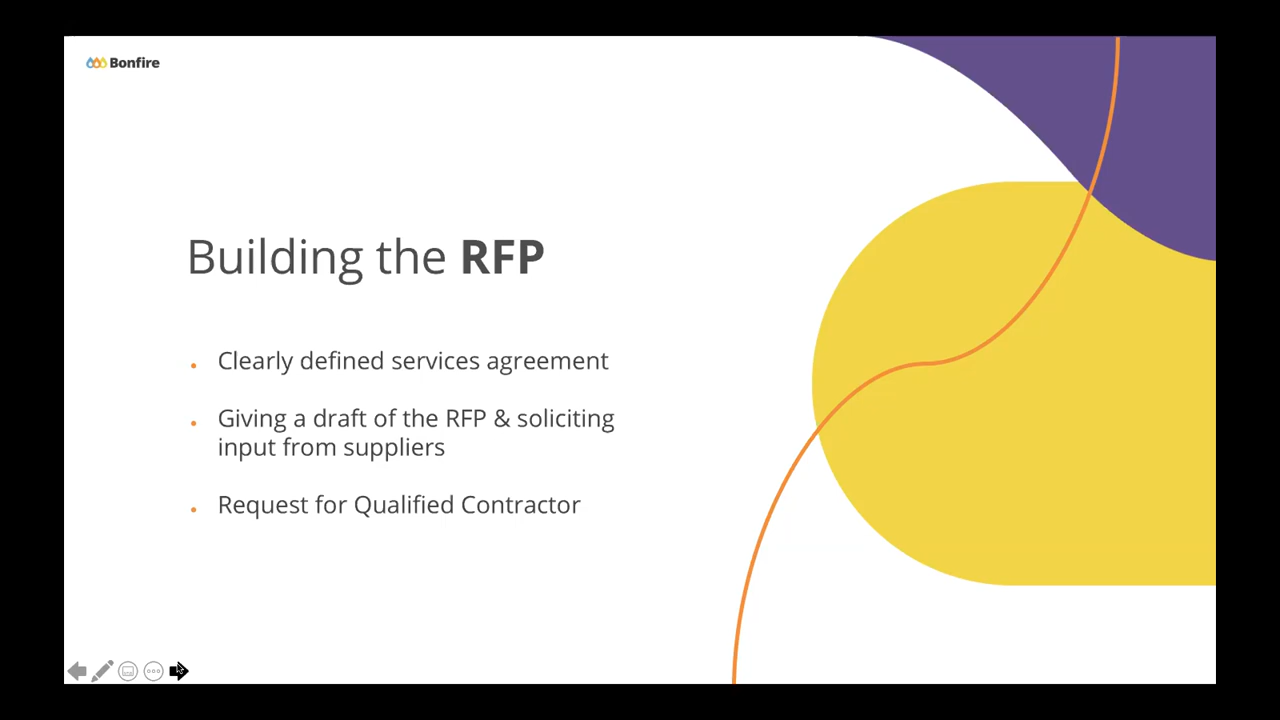 Bonfire
Building the RFP
Clearly defined services agreement
Giving a draft of the RFP & soliciting
input from suppliers
Request for Qualified Contractor